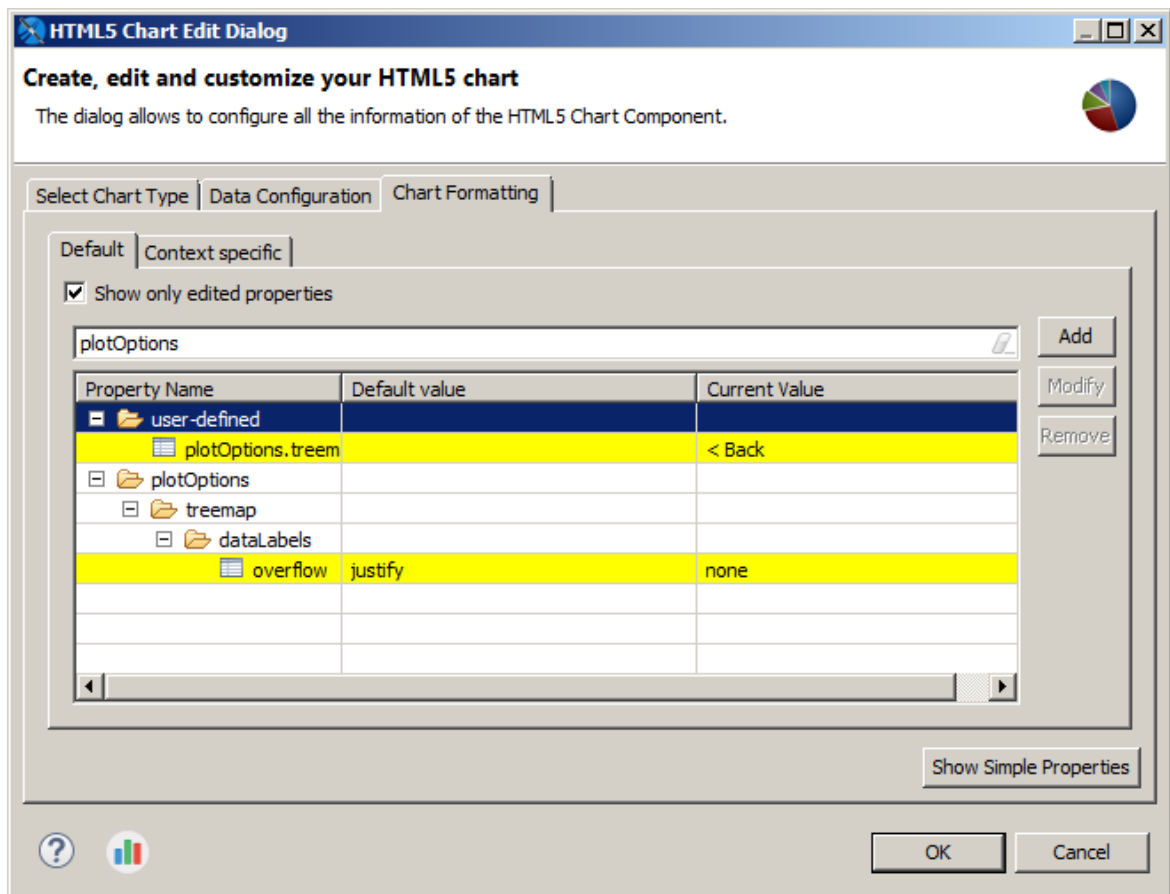 HTML5 Chart Edit Dialog
Create, edit and customize your HTML5 chart
The dialog allows to configure all the information of the HTML5 Chart Component.
Select Chart Type Data Configuration Chart Formatting
Default Context specific
Show only edited properties
plotOptions
Add
Property Name Default value Current Value
Modify
user-defined
plotOptions.treem < Back
Remove
plotOptions
treemap
dataLabels
overflow justify none
Show Simple Properties
? OK Cancel